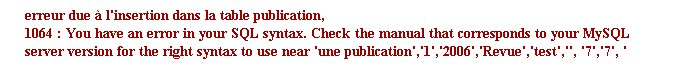 erreur due à l'insertion dans la table publication,
1064 : You have an error in your SQL syntax. Check the manual that corresponds to your MySQL
server version for the right syntax to use near 'une publication','1','2006','Revue','test','', '7','7', '